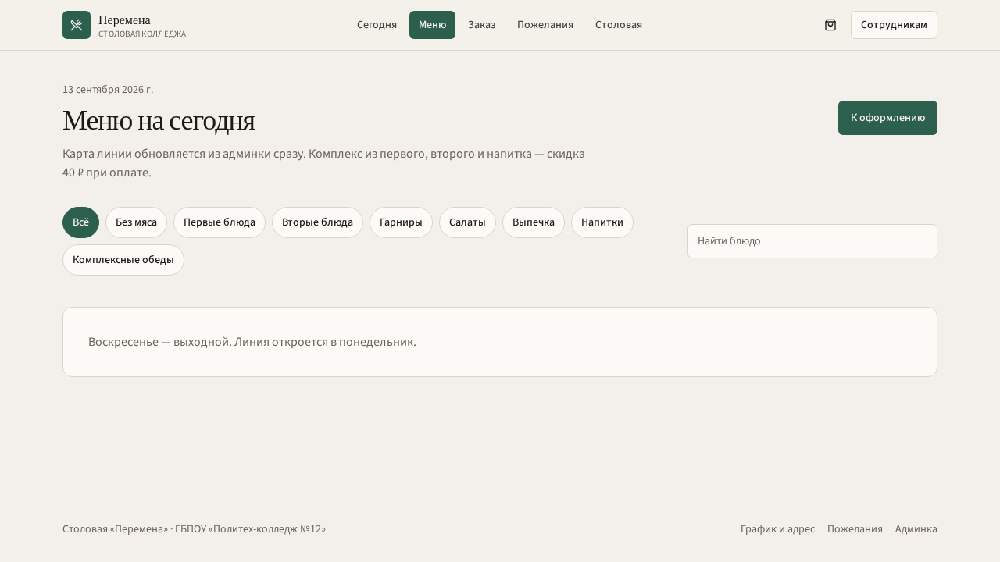 Перемена
СТОЛОВАЯ КОЛЛЕДЖА
Сегодня
Меню
Заказ
Пожелания
Столовая
Сотрудникам
13 сентября 2026 г.
Меню на сегодня
К оформлению
Карта линии обновляется из админки сразу. Комплекс из первого, второго и напитка — скидка
40 ₽ при оплате.
Всё
Без мяса
Первые блюда
Вторые блюда
Гарниры
Салаты
Выпечка
Напитки
Комплексные обеды
Найти блюдо
Воскресенье — выходной. Линия откроется в понедельник.
Столовая «Перемена» · ГБПОУ «Политех-колледж №12»
График и адрес
Пожелания
Админка